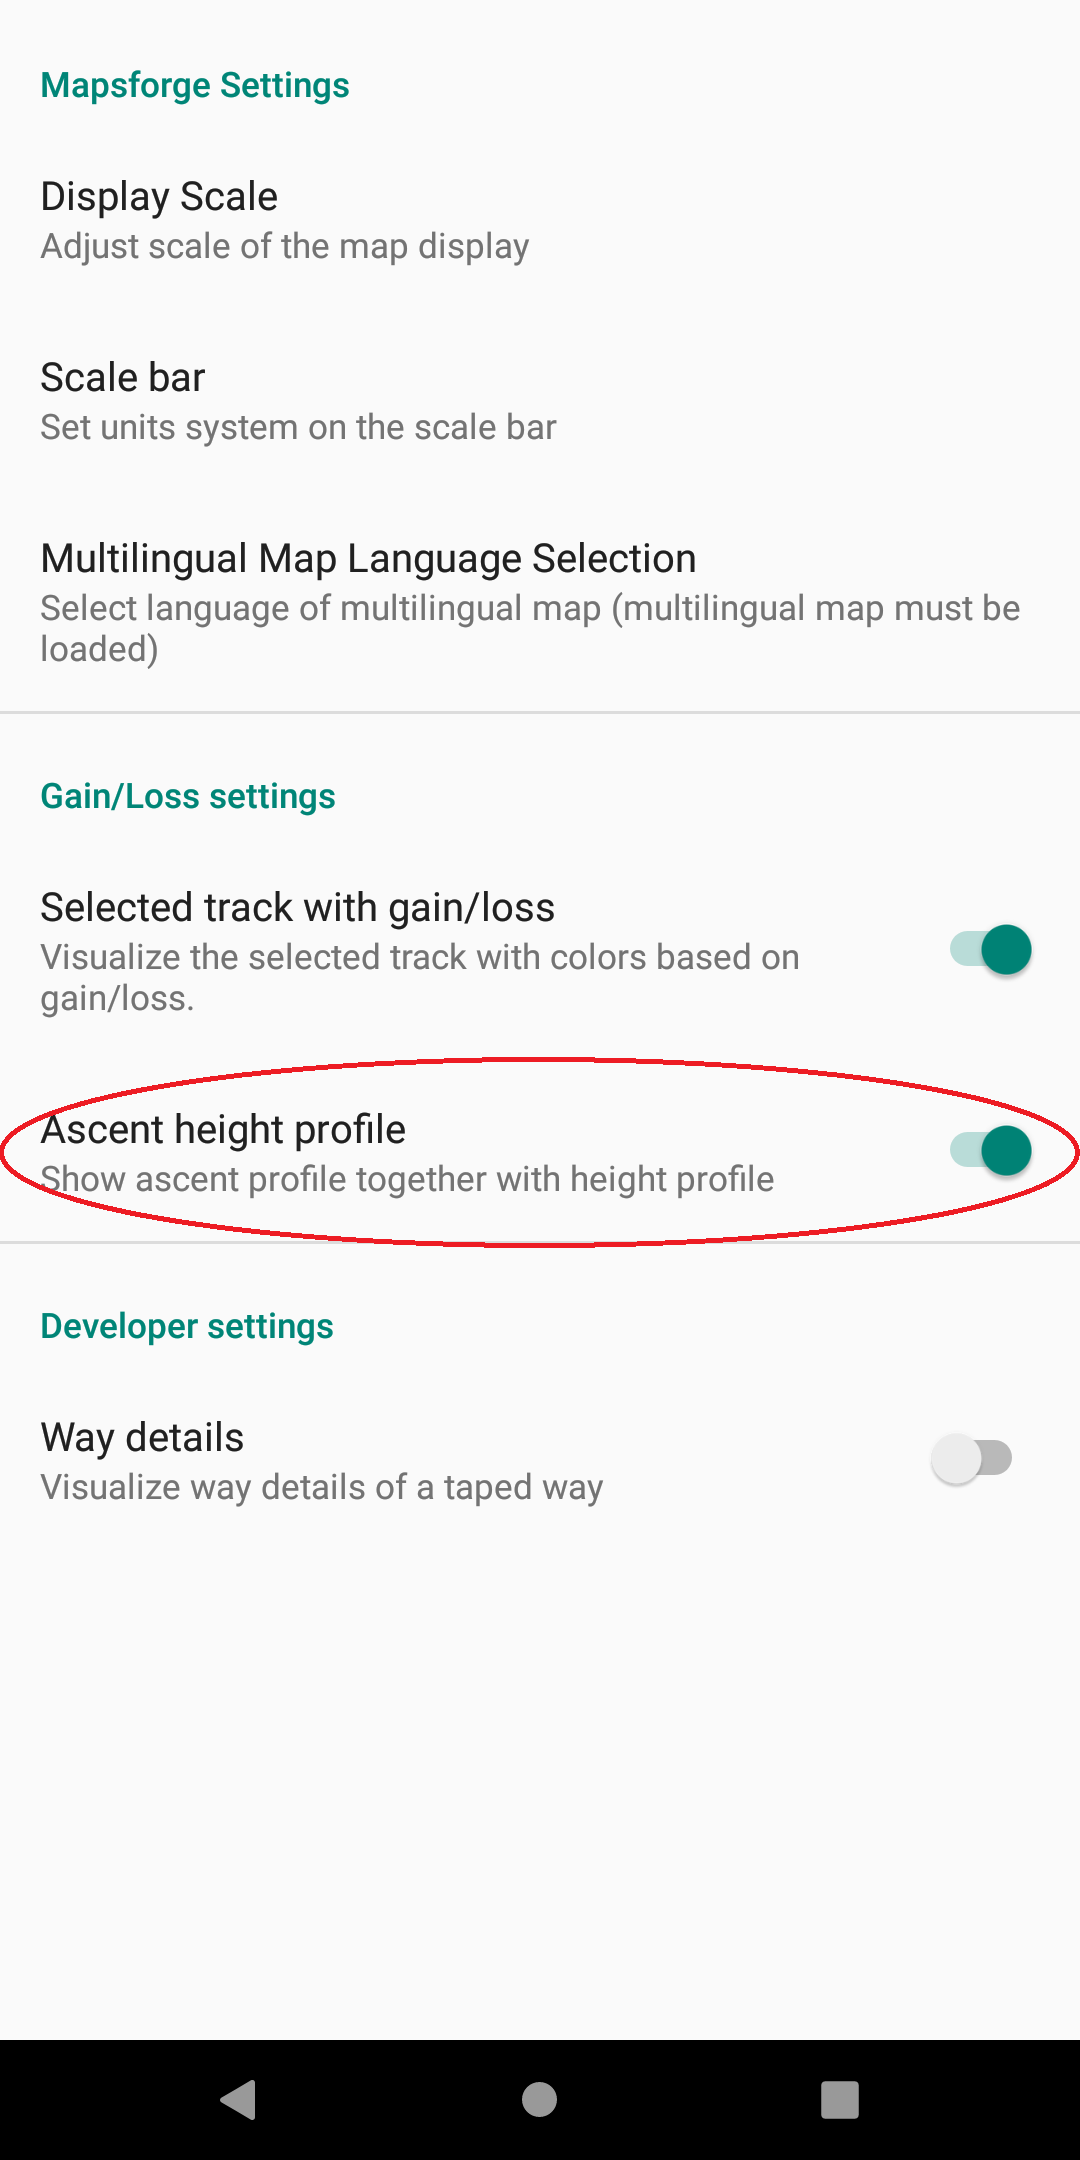 Mapsforge Settings
Display Scale
Adjust scale of the map display
Scale bar
Set units system on the scale bar
Multilingual Map Language Selection
Select language of multilingual map (multilingual map must be
loaded)
Gain/Loss settings
Selected track with gain/loss
Visualize the selected track with colors based on
gain/loss.
Ascent height profile
Show ascent profile together with height profile
Developer settings
Way details
Visualize way details of a taped way